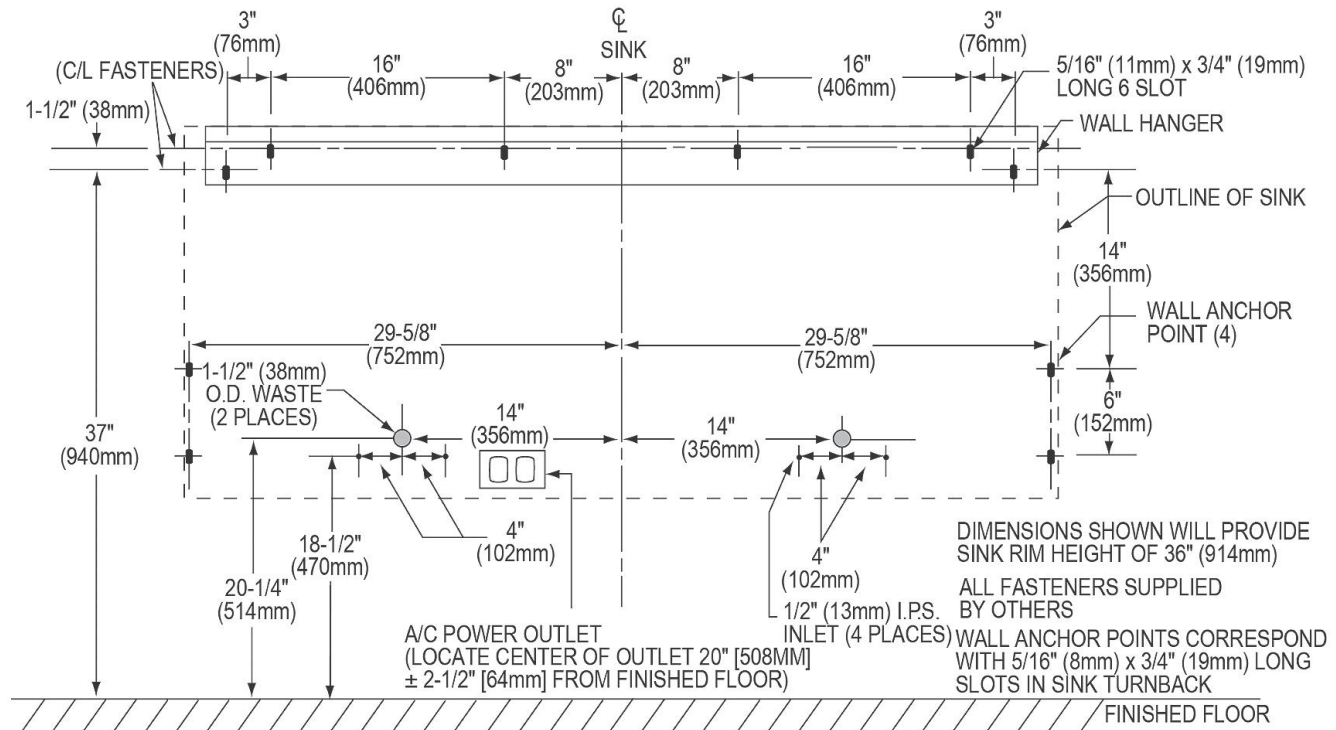 3"
(76mm)
℄
SINK
3"
(76mm)
(C/L FASTENERS)
16"
(406mm)
8"
(203mm)
8"
(203mm)
16"
(406mm)
5/16" (11mm) x 3/4" (19mm)
LONG 6 SLOT
1-1/2" (38mm)
WALL HANGER
OUTLINE OF SINK
14"
(356mm)
WALL ANCHOR
POINT (4)
29-5/8"
(752mm)
29-5/8"
(752mm)
1-1/2" (38mm)
O.D. WASTE
(2 PLACES)
14"
(356mm)
14"
(356mm)
6"
(152mm)
37"
(940mm)
4"
(102mm)
4"
(102mm)
18-1/2"
(470mm)
20-1/4"
(514mm)
1/2" (13mm) I.P.S.
INLET (4 PLACES)
A/C POWER OUTLET
(LOCATE CENTER OF OUTLET 20" [508MM]
± 2-1/2" [64mm] FROM FINISHED FLOOR)
DIMENSIONS SHOWN WILL PROVIDE
SINK RIM HEIGHT OF 36" (914mm)
ALL FASTENERS SUPPLIED
BY OTHERS
WALL ANCHOR POINTS CORRESPOND
WITH 5/16" (8mm) x 3/4" (19mm) LONG
SLOTS IN SINK TURNBACK
FINISHED FLOOR